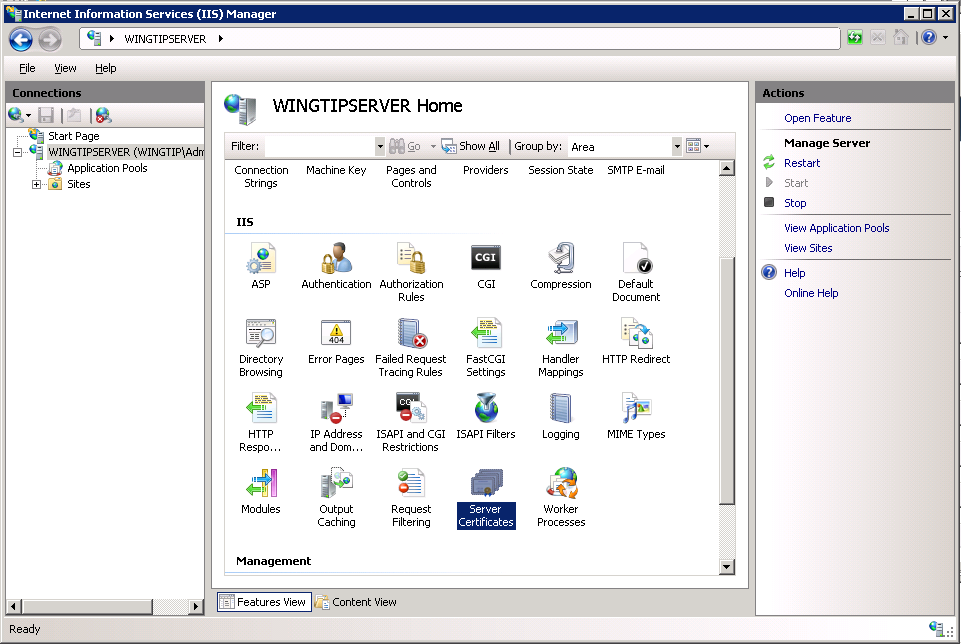 Internet Information Services (IIS) Manager
WINGTIPSERVER
File View Help
Connections
Start Page
WINGTIPSERVER (WINGTIP\Adm
Application Pools
Sites
WINGTIPSERVER Home
Filter: Go Show All Group by: Area
Connection Strings
Machine Key
Pages and Controls
Providers
Session State
SMTP E-mail
IIS
ASP
Authentication
Authorization Rules
CGI
CGI
Compression
Default Document
Directory Browsing
404
Error Pages
Failed Request Tracing Rules
FastCGI Settings
Handler Mappings
HTTP Redirect
HTTP Respo...
IP Address and Dom...
ISAPI and CGI Restrictions
ISAPI Filters
Logging
MIME Types
Modules
Output Caching
Request Filtering
Server Certificates
Worker Processes
Management
Features View
Content View
Actions
Open Feature
Manage Server
Restart
Start
Stop
View Application Pools
View Sites
Help
Online Help
Ready